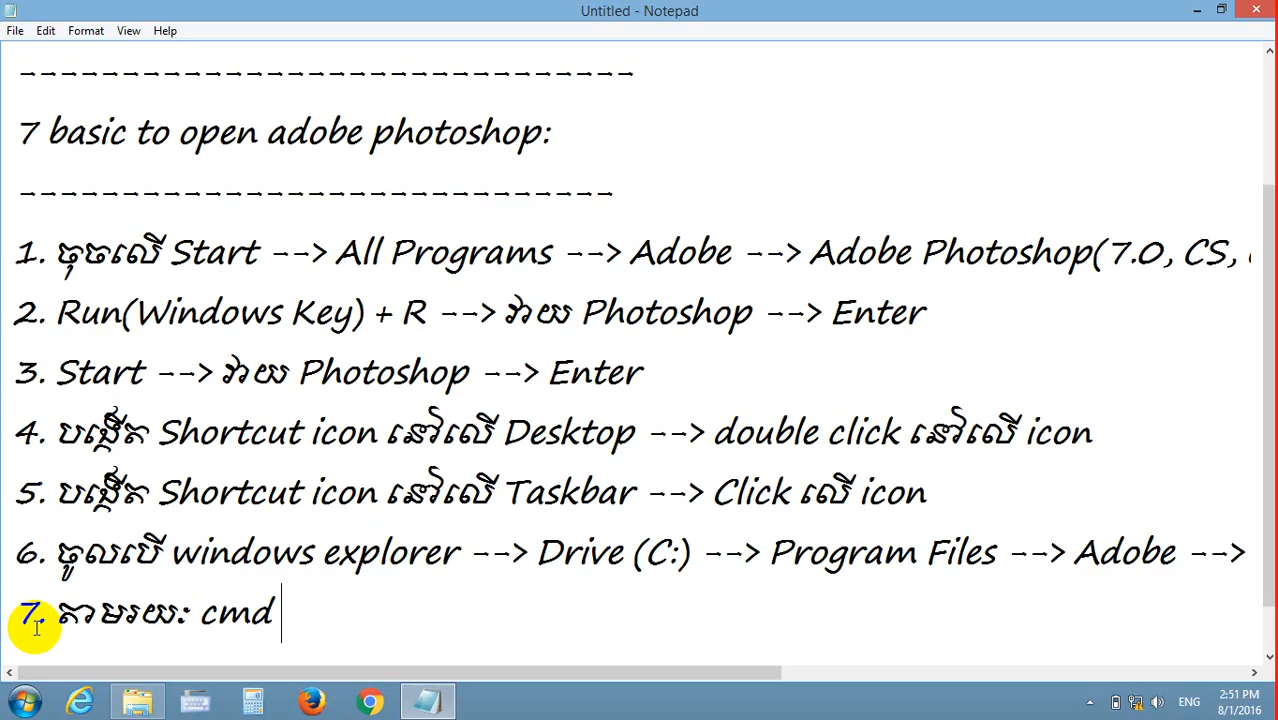 Untitled - Notepad
File Edit Format View Help
-------------------------------
7 basic to open adobe photoshop:
------------------------------
1. ចុចលើ Start --> All Programs --> Adobe --> Adobe Photoshop(7.0, CS,
2. Run(Windows Key) + R --> វាយ Photoshop --> Enter
3. Start --> វាយ Photoshop --> Enter
4. បង្កើត Shortcut icon នៅលើ Desktop --> double click នៅលើ icon
5. បង្កើត Shortcut icon នៅលើ Taskbar --> Click លើ icon
6. ចូលបើ windows explorer --> Drive (C:) --> Program Files --> Adobe -->
7. តាមរយៈ cmd
ENG
2:51 PM
8/1/2016